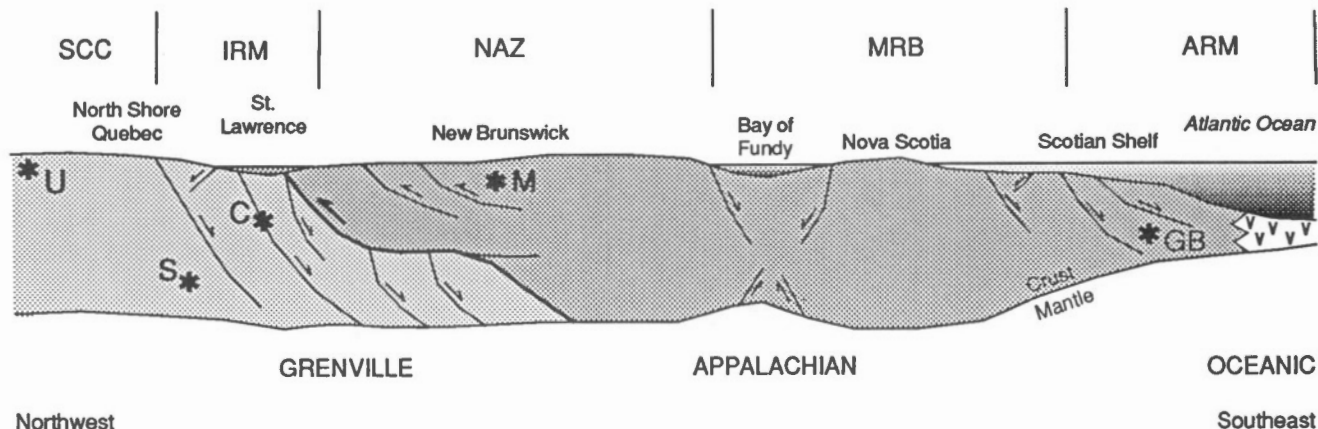 SCC
IRM
NAZ
MRB
ARM
North Shore
Quebec
St.
Lawrence
New Brunswick
Bay of
Fundy
Nova Scotia
Scotian Shelf
Atlantic Ocean
U
C
S
M
GB
Crust
Mantle
GRENVILLE
APPALACHIAN
OCEANIC
Northwest
Southeast